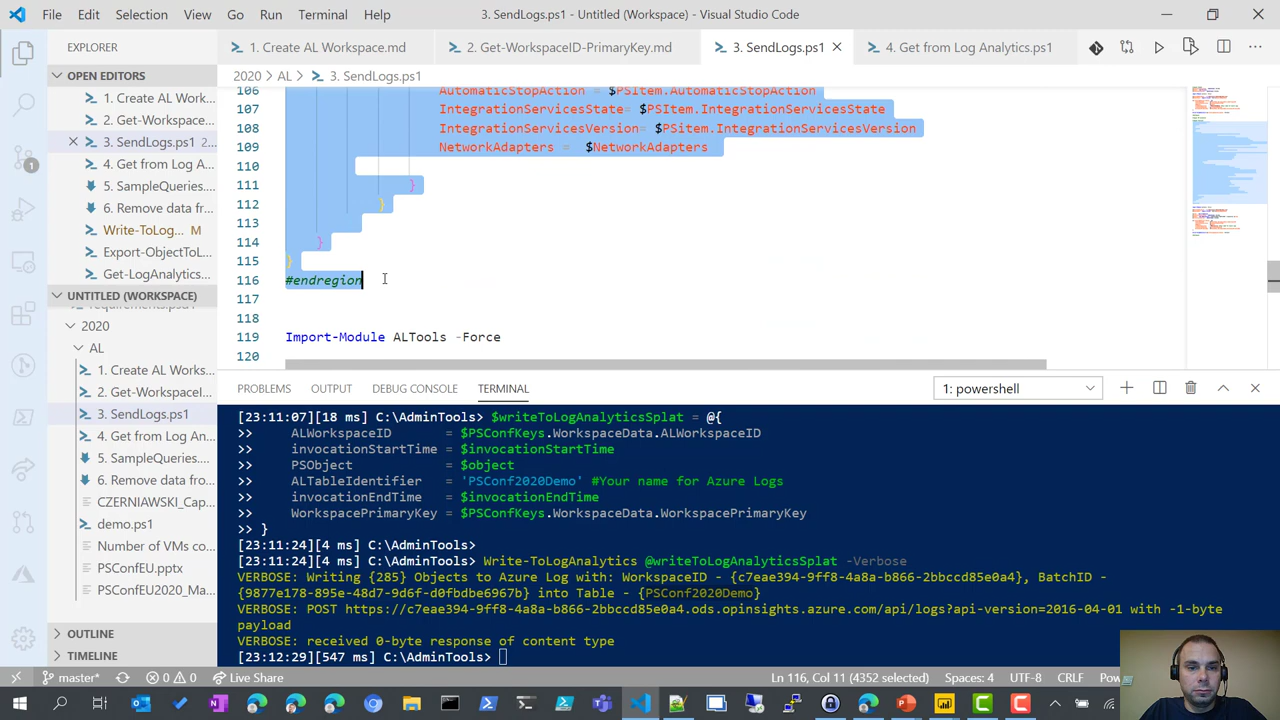 File Edit Selection View Go Run Terminal Help
3. SendLogs.ps1 - Untitled (Workspace) - Visual Studio Code
EXPLORER
1. Create AL Workspace.md
2. Get-WorkspaceID-PrimaryKey.md
3. SendLogs.ps1
4. Get from Log Analytics.ps1
OPEN EDITORS
1. Create AL Work...
2. Get-Workspace...
3. SendLogs.ps1 2...
4. Get from Log A...
5. SampleQueries....
6. Remove data fr...
Write-ToLog...
Export-ObjectToL...
Get-LogAnalytics...
UNTITLED (WORKSPACE)
requirements.psd1
2020
AL
1. Create AL Works...
2. Get-WorkspaceI...
3. SendLogs.ps1
4. Get from Log An...
5. SampleQueries....
6. Remove data fr...
CZERNIAWSKI_Cap...
demo.ps1
Number of VMs co...
PSConfEU.pptx
PSConfEU2020_Ma...
OUTLINE
TIMELINE
2020 > AL > 3. SendLogs.ps1
106 AutomaticStopAction = $PSItem.AutomaticStopAction
107 IntegrationServicesState= $PSItem.IntegrationServicesState
108 IntegrationServicesVersion= $PSitem.IntegrationServicesVersion
109 NetworkAdapters = $NetworkAdapters
110
111 }
112 }
113
114 }
115 }
116 #endregion
117
118
119 Import-Module ALTools -Force
120
PROBLEMS OUTPUT DEBUG CONSOLE TERMINAL
1: powershell
[23:11:07][18 ms] C:\AdminTools> $writeToLogAnalyticsSplat = @{
>> ALWorkspaceID = $PSConfKeys.WorkspaceData.ALWorkspaceID
>> invocationStartTime = $invocationStartTime
>> PSObject = $object
>> ALTableIdentifier = 'PSConf2020Demo' #Your name for Azure Logs
>> invocationEndTime = $invocationEndTime
>> WorkspacePrimaryKey = $PSConfKeys.WorkspaceData.WorkspacePrimaryKey
>> }
[23:11:24][4 ms] C:\AdminTools>
[23:11:24][4 ms] C:\AdminTools> Write-ToLogAnalytics @writeToLogAnalyticsSplat -Verbose
VERBOSE: Writing {285} Objects to Azure Log with: WorkspaceID - {c7eae394-9ff8-4a8a-b866-2bbccd85e0a4}, BatchID -
{9877e178-895e-48d7-9d6f-d0fbdbe6967b} into Table - {PSConf2020Demo}
VERBOSE: POST https://c7eae394-9ff8-4a8a-b866-2bbccd85e0a4.ods.opinsights.azure.com/api/logs?api-version=2016-04-01 with -1-byte
payload
VERBOSE: received 0-byte response of content type
[23:12:29][547 ms] C:\AdminTools>
master* 0 0 Live Share
Ln 116, Col 11 (4352 selected) Spaces: 4 UTF-8 CRLF